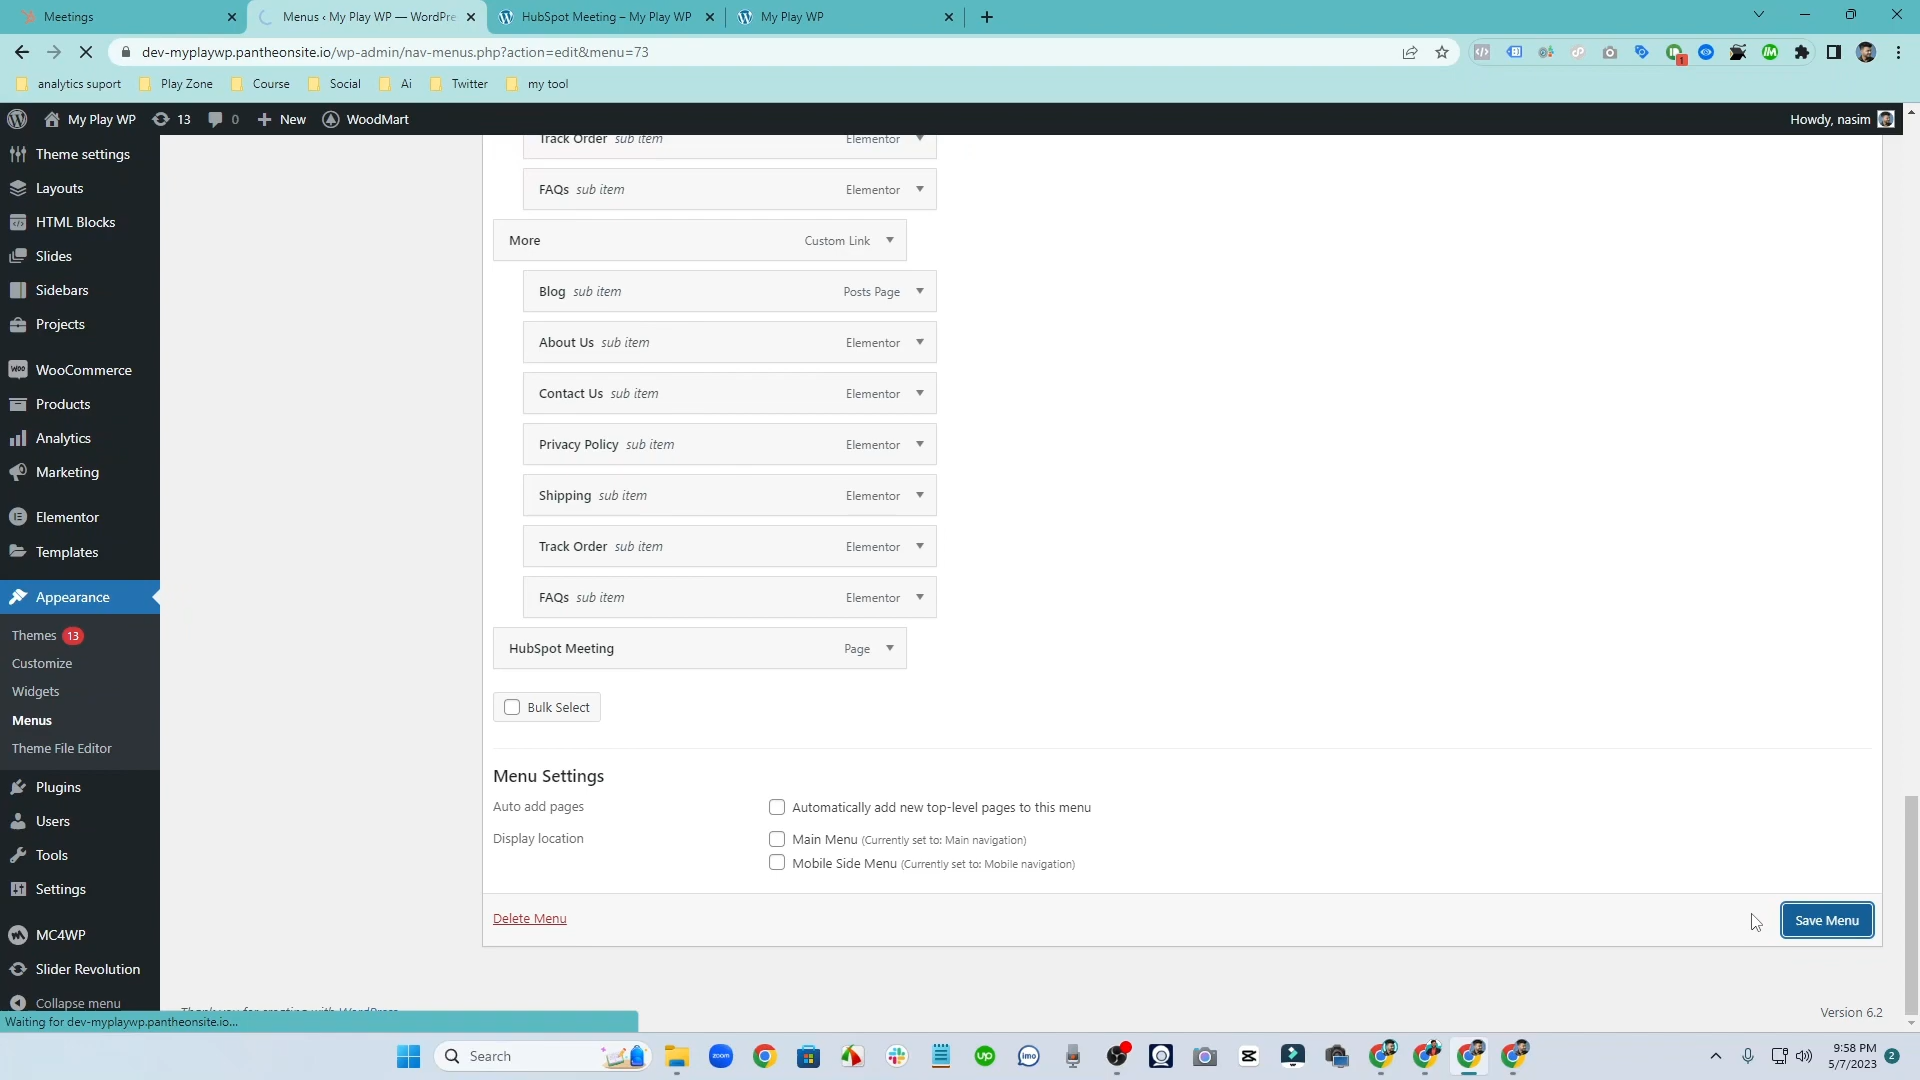 Meetings
Menus ‹ My Play WP — WordPre
HubSpot Meeting – My Play WP
My Play WP
dev-myplaywp.pantheonsite.io/wp-admin/nav-menus.php?action=edit&menu=73
analytics suport
Play Zone
Course
Social
Ai
Twitter
my tool
My Play WP
13
0
New
WoodMart
Howdy, nasim
Theme settings
Layouts
HTML Blocks
Slides
Sidebars
Projects
WooCommerce
Products
Analytics
Marketing
Elementor
Templates
Appearance
Themes 13
Customize
Widgets
Menus
Theme File Editor
Plugins
Users
Tools
Settings
MC4WP
Slider Revolution
Collapse menu
Track Order sub item Elementor
FAQs sub item Elementor
More Custom Link
Blog sub item Posts Page
About Us sub item Elementor
Contact Us sub item Elementor
Privacy Policy sub item Elementor
Shipping sub item Elementor
Track Order sub item Elementor
FAQs sub item Elementor
HubSpot Meeting Page
Bulk Select
Menu Settings
Auto add pages
Automatically add new top-level pages to this menu
Display location
Main Menu (Currently set to: Main navigation)
Mobile Side Menu (Currently set to: Mobile navigation)
Delete Menu
Save Menu
Version 6.2
Waiting for dev-myplaywp.pantheonsite.io...
Search
zoom
up
imo
9:58 PM
5/7/2023
2